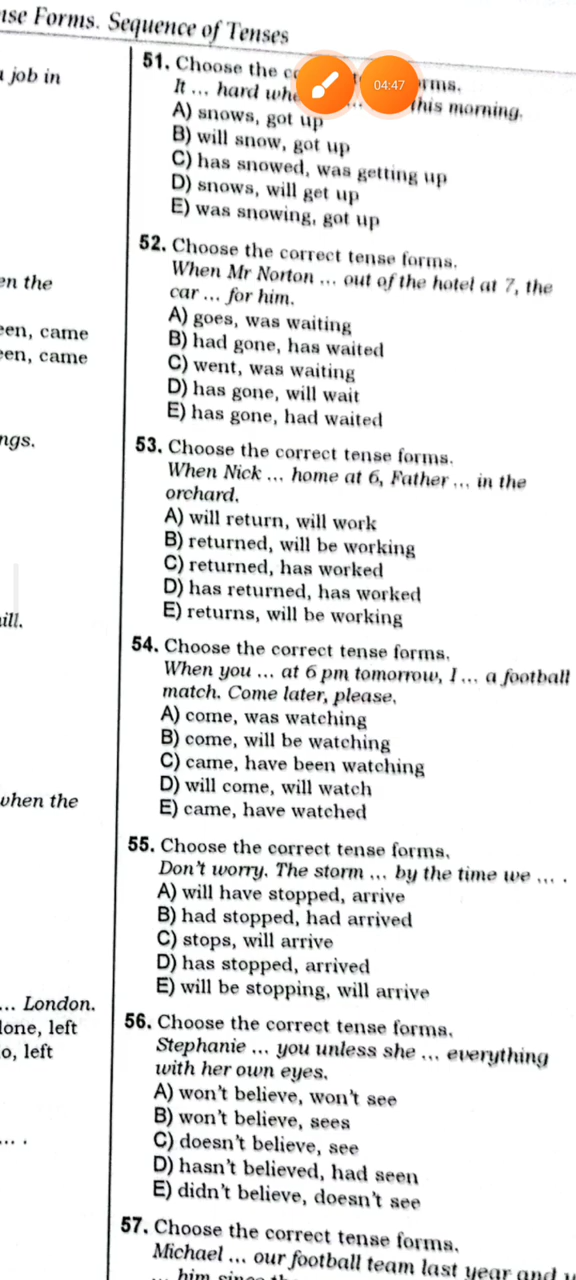 nse Forms. Sequence of Tenses
job in
en the
een, came
een, came
ngs.
ill.
when the
... London.
lone, left
o, left
... .
51. Choose the rms.
It ... hard ... this morning.
04:47
A) snows, got up
B) will snow, got up
C) has snowed, was getting up
D) snows, will get up
E) was snowing, got up
52. Choose the correct tense forms.
When Mr Norton ... out of the hotel at 7, the
car ... for him.
A) goes, was waiting
B) had gone, has waited
C) went, was waiting
D) has gone, will wait
E) has gone, had waited
53. Choose the correct tense forms.
When Nick ... home at 6, Father ... in the
orchard.
A) will return, will work
B) returned, will be working
C) returned, has worked
D) has returned, has worked
E) returns, will be working
54. Choose the correct tense forms.
When you ... at 6 pm tomorrow, I ... a football
match. Come later, please.
A) come, was watching
B) come, will be watching
C) came, have been watching
D) will come, will watch
E) came, have watched
55. Choose the correct tense forms.
Don't worry. The storm ... by the time we ... .
A) will have stopped, arrive
B) had stopped, had arrived
C) stops, will arrive
D) has stopped, arrived
E) will be stopping, will arrive
56. Choose the correct tense forms.
Stephanie ... you unless she ... everything
with her own eyes.
A) won't believe, won't see
B) won't believe, sees
C) doesn't believe, see
D) hasn't believed, had seen
E) didn't believe, doesn't see
57. Choose the correct tense forms.
Michael ... our football team last year and
... him since